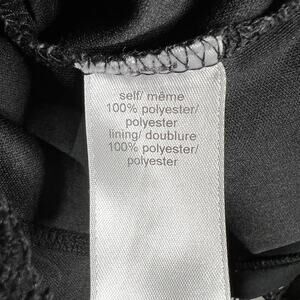 self/ même
100% polyester/
polyester
lining/ doublure
100% polyester/
polyester